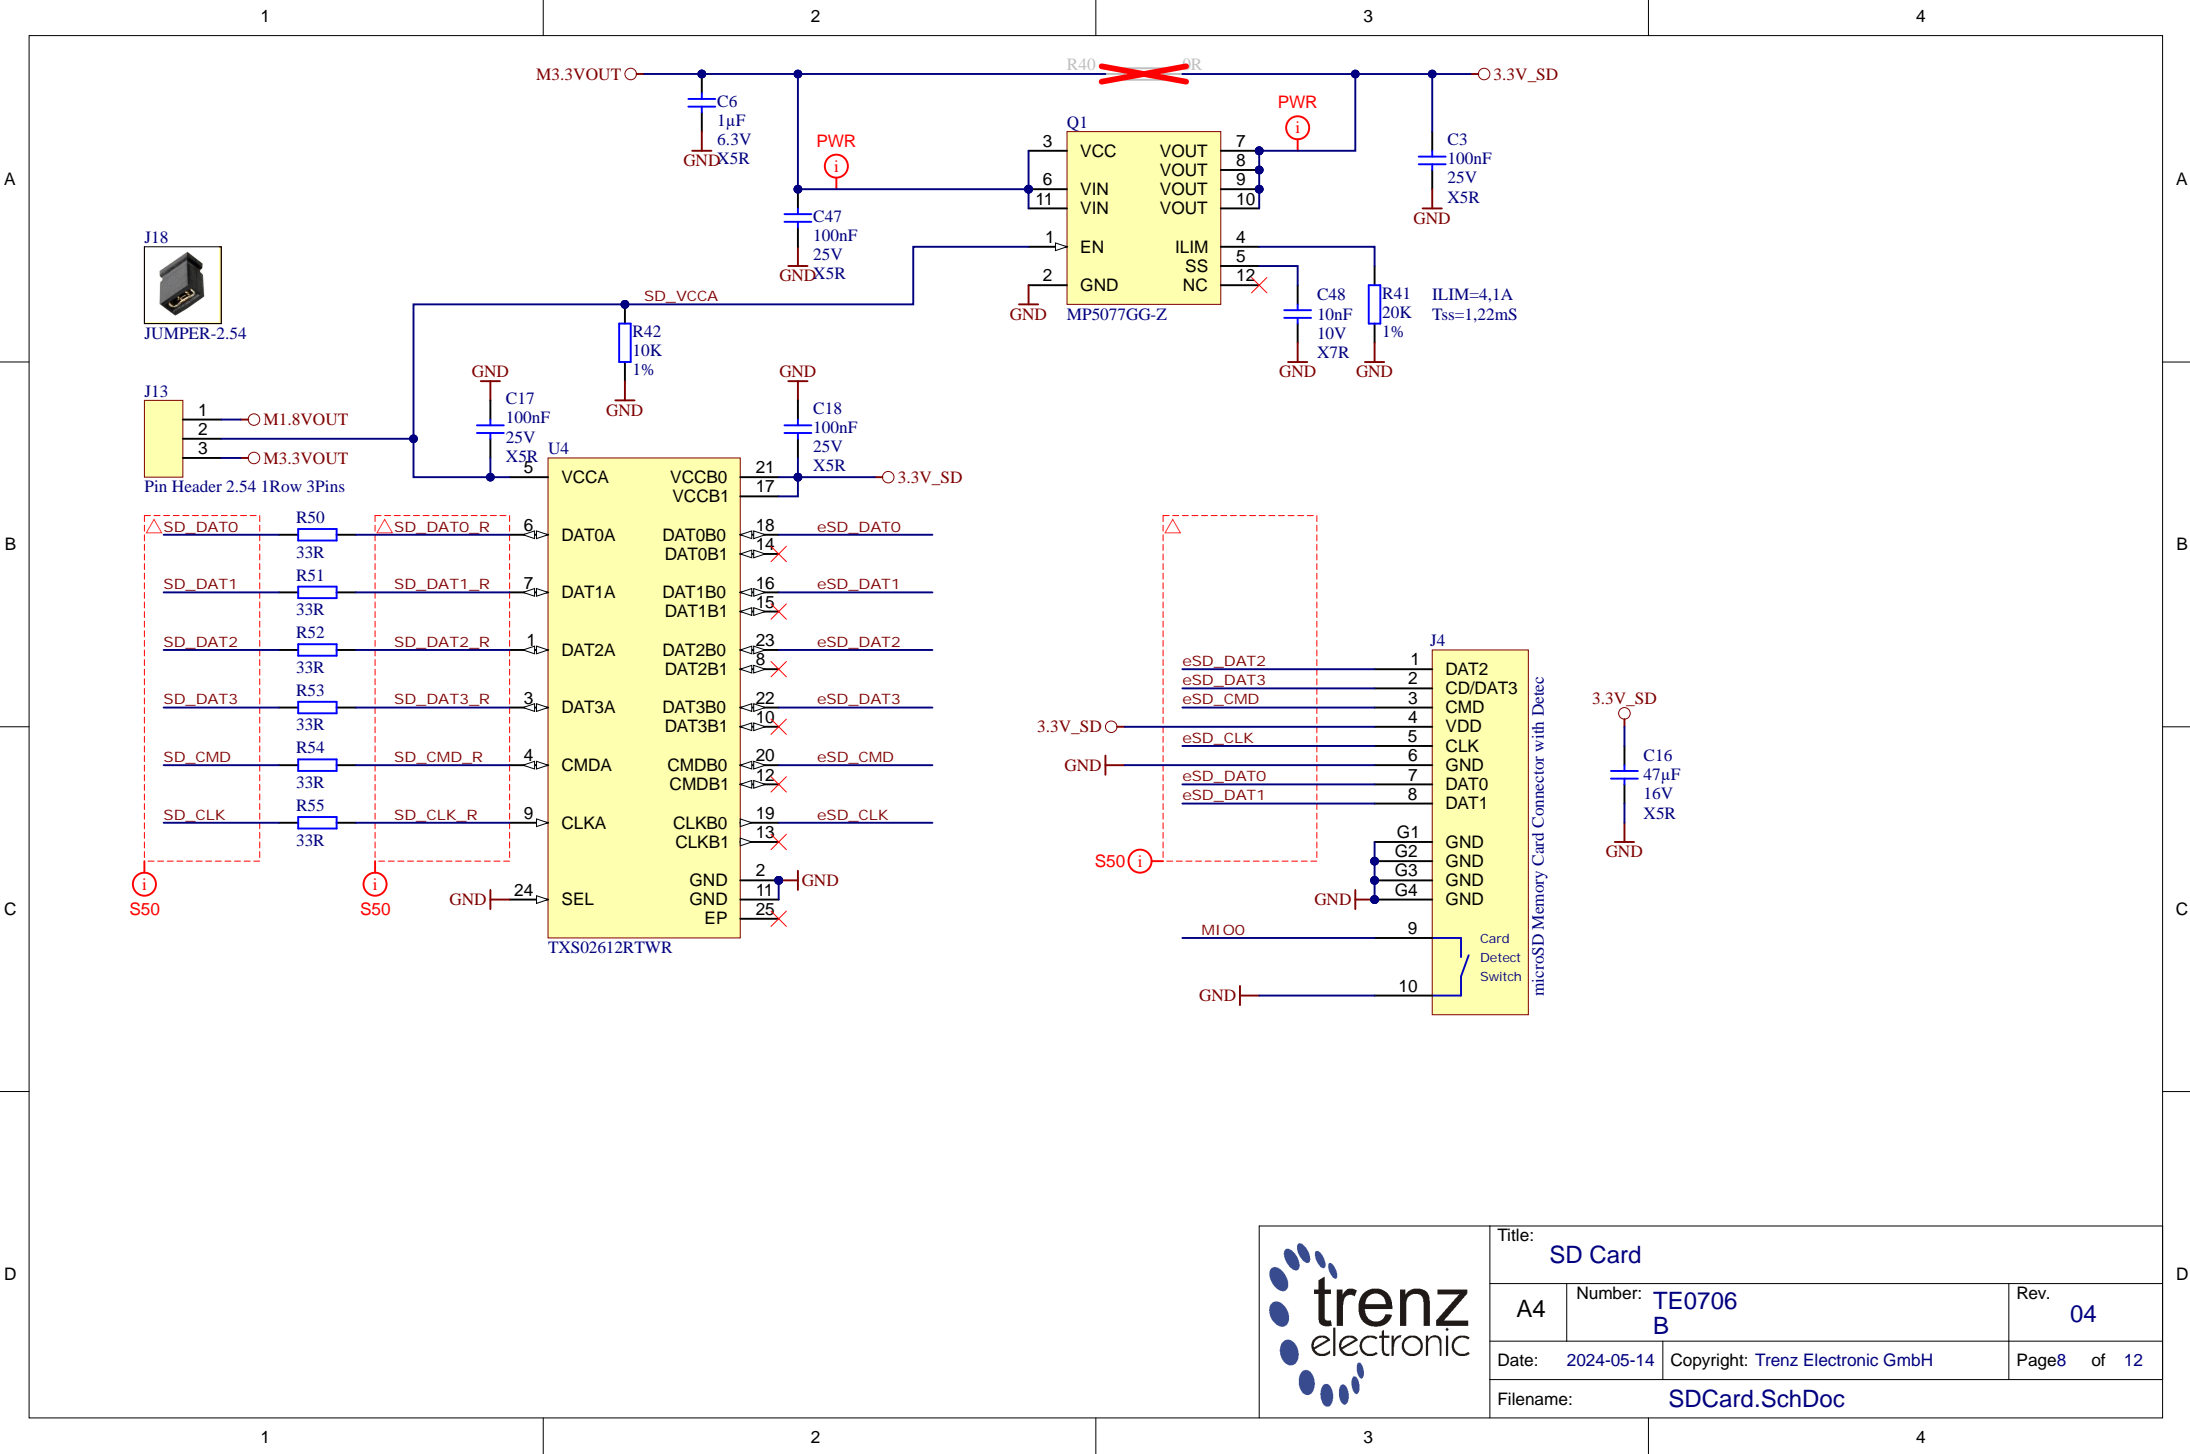 1 2 3 4
M3.3VOUT
R40 0R
3.3V_SD
C6
1µF
6.3V
X5R
GND
PWR
PWR
A A
C47
100nF
25V
X5R
GND
Q1
3 VCC VOUT 7
VOUT 8
6 VIN VOUT 9
11 VIN VOUT 10
1 EN ILIM 4
SS 5
2 GND NC 12
GND
MP5077GG-Z
C3
100nF
25V
X5R
GND
C48
10nF
10V
X7R
GND
R41
20K
1%
GND
ILIM=4,1A
Tss=1,22mS
J18
JUMPER-2.54
SD_VCCA
R42
10K
1%
GND
J13
1 M1.8VOUT
2
3 M3.3VOUT
Pin Header 2.54 1Row 3Pins
GND
C17
100nF
25V
X5R
GND
C18
100nF
25V
X5R
3.3V_SD
B B
U4
5 VCCA VCCB0 21
VCCB1 17
SD_DAT0 R50 33R SD_DAT0_R 6 DAT0A DAT0B0 18 eSD_DAT0
DAT0B1 14
SD_DAT1 R51 33R SD_DAT1_R 7 DAT1A DAT1B0 16 eSD_DAT1
DAT1B1 15
SD_DAT2 R52 33R SD_DAT2_R 1 DAT2A DAT2B0 23 eSD_DAT2
DAT2B1 8
SD_DAT3 R53 33R SD_DAT3_R 3 DAT3A DAT3B0 22 eSD_DAT3
DAT3B1 10
SD_CMD R54 33R SD_CMD_R 4 CMDA CMDB0 20 eSD_CMD
CMDB1 12
SD_CLK R55 33R SD_CLK_R 9 CLKA CLKB0 19 eSD_CLK
CLKB1 13
GND 2 GND
GND 24 SEL GND 11
EP 25
TXS02612RTWR
S50
S50
J4
eSD_DAT2 1 DAT2
eSD_DAT3 2 CD/DAT3
eSD_CMD 3 CMD
3.3V_SD 4 VDD
eSD_CLK 5 CLK
GND 6 GND
eSD_DAT0 7 DAT0
eSD_DAT1 8 DAT1
G1 GND
G2 GND
G3 GND
GND G4 GND
S50
MIO0 9
Card
Detect
Switch
GND 10
microSD Memory Card Connector with Detec
3.3V_SD
C16
47µF
16V
X5R
GND
C C
D D
trenz
electronic
Title:
SD Card
A4 Number: TE0706
B
Rev.
04
Date: 2024-05-14 Copyright: Trenz Electronic GmbH Page8 of 12
Filename: SDCard.SchDoc
1 2 3 4